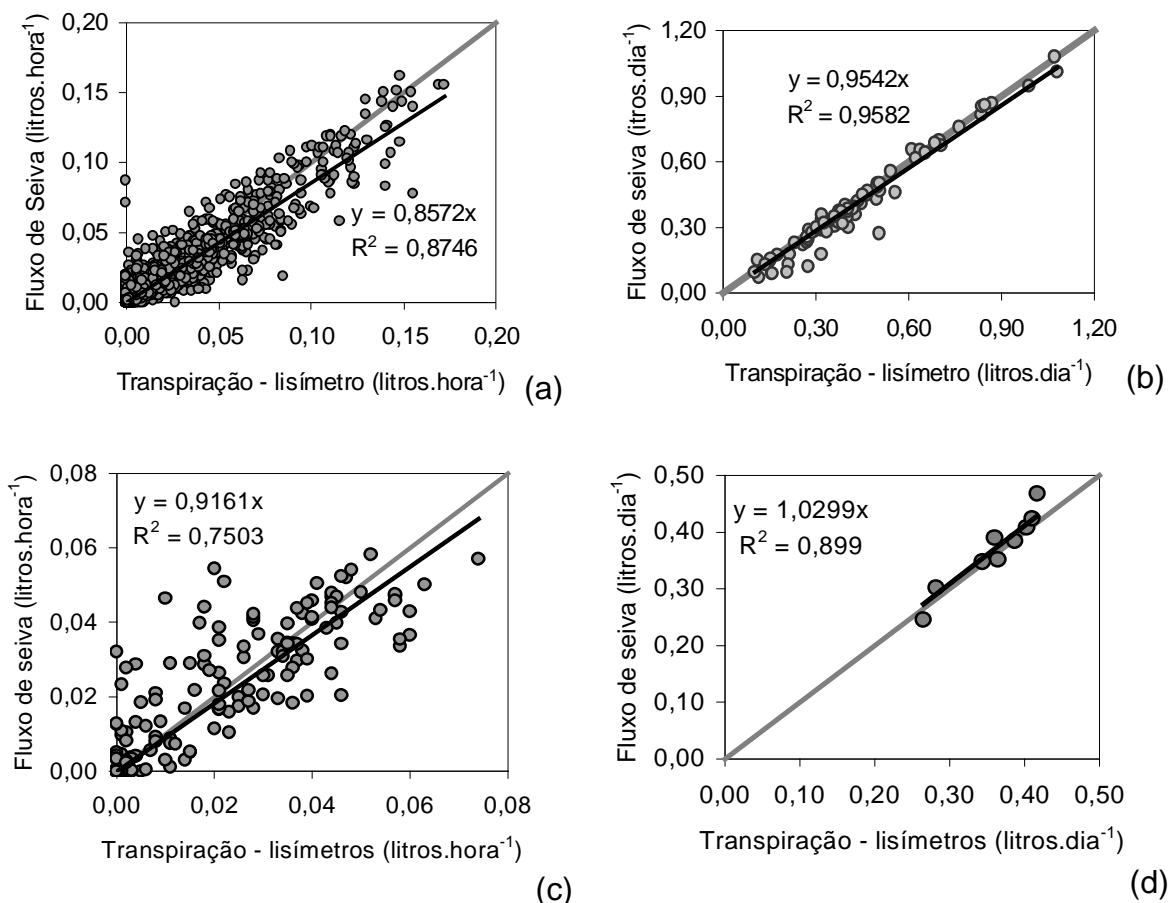 0,20
0,15
0,10
0,05
0,00
Fluxo de Seiva (litros.hora⁻¹)
y = 0,8572x
R² = 0,8746
0,00 0,05 0,10 0,15 0,20
Transpiração - lisímetro (litros.hora⁻¹)
(a)
1,20
0,90
0,60
0,30
0,00
Fluxo de seiva (itros.dia⁻¹)
y = 0,9542x
R² = 0,9582
0,00 0,30 0,60 0,90 1,20
Transpiração - lisímetro (litros.dia⁻¹)
(b)
0,08
0,06
0,04
0,02
0,00
Fluxo de seiva (litros.hora⁻¹)
y = 0,9161x
R² = 0,7503
0,00 0,02 0,04 0,06 0,08
Transpiração - lisímetros (litros.hora⁻¹)
(c)
0,50
0,40
0,30
0,20
0,10
0,00
Fluxo de seiva (litros.dia⁻¹)
y = 1,0299x
R² = 0,899
0,00 0,10 0,20 0,30 0,40 0,50
Transpiração - lisímetros (litros.dia⁻¹)
(d)